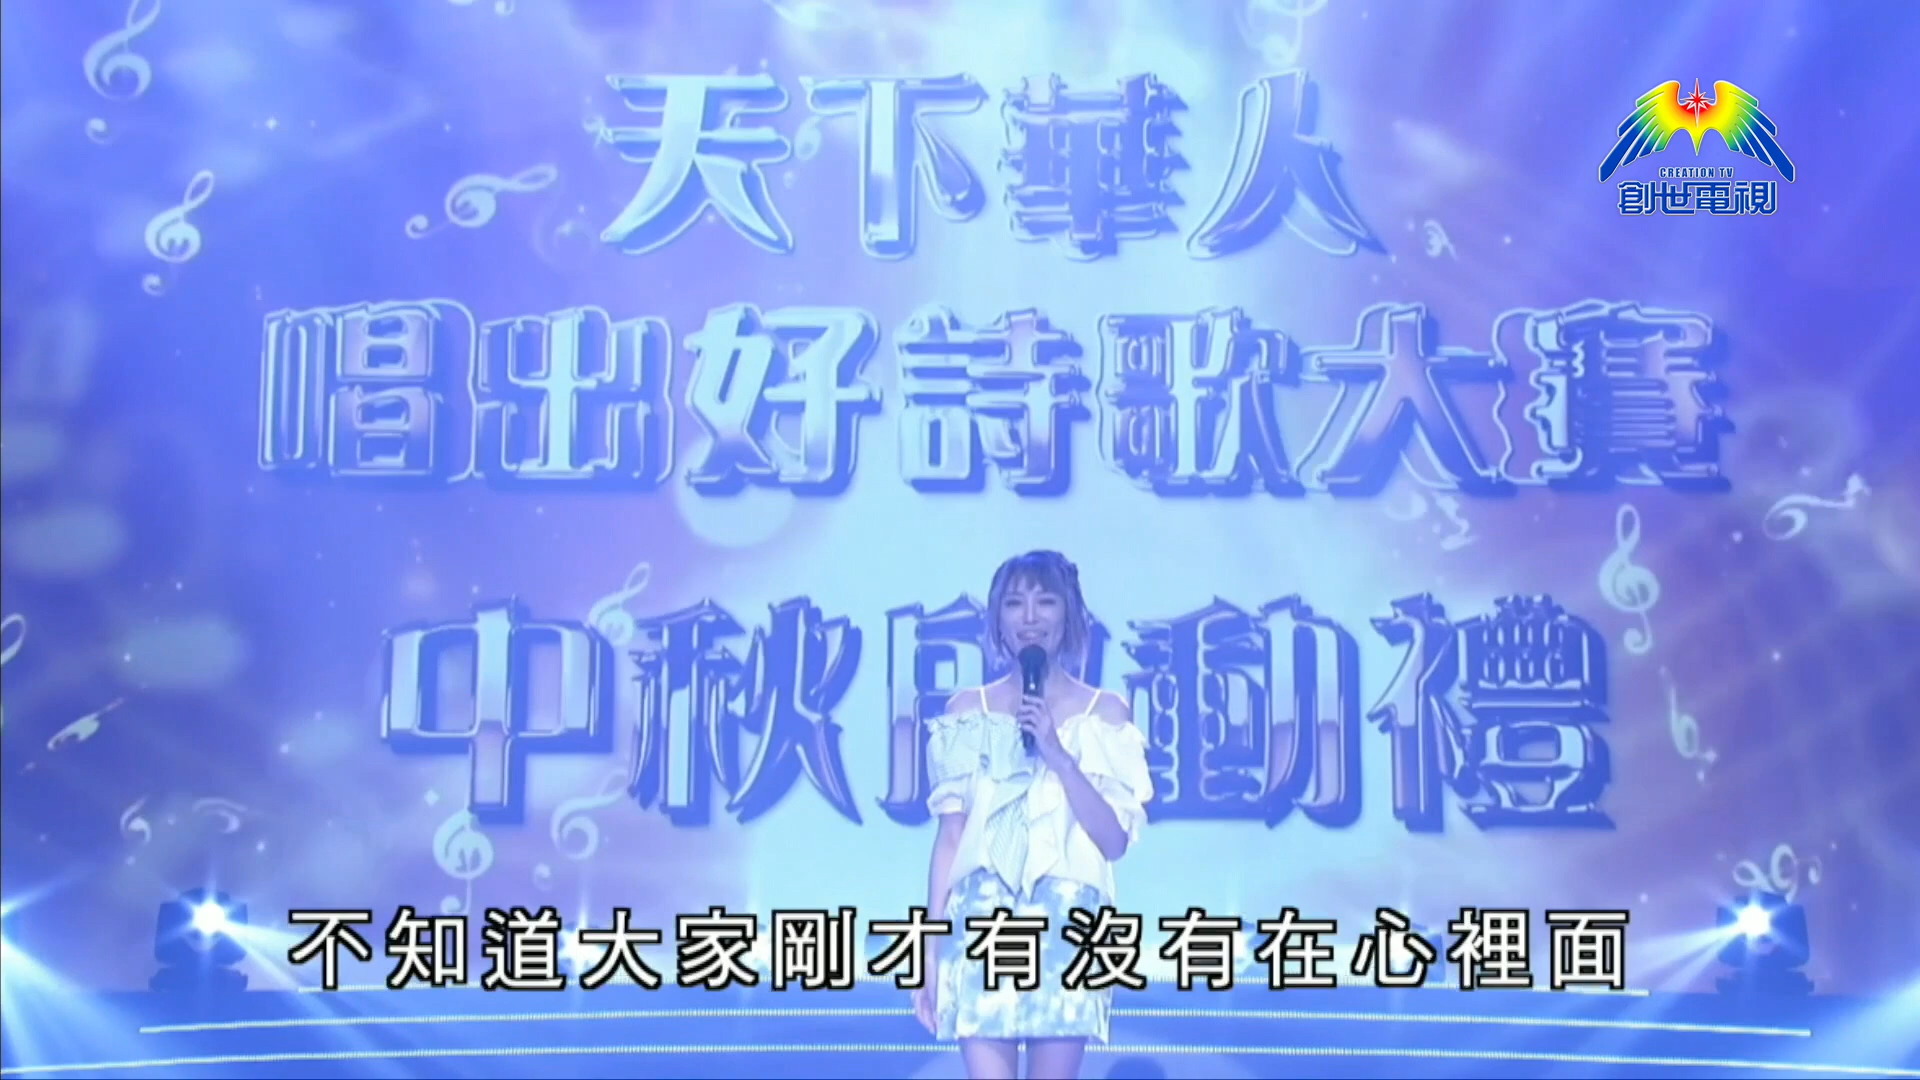 天下華人
CREATION TV
創世電視
唱出好詩歌大賽
中秋啟動禮
不知道大家剛才有沒有在心裡面